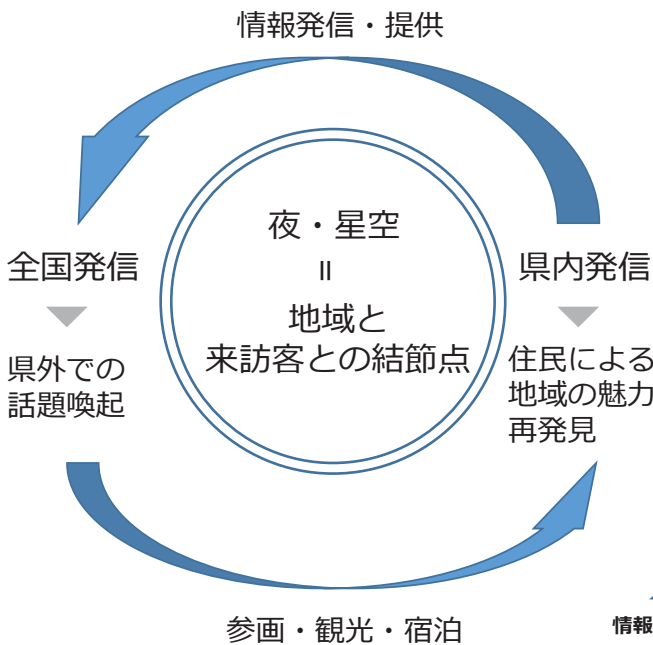 情報発信・提供
夜・星空
=
地域と
来訪客との結節点
全国発信
県外での
話題喚起
県内発信
住民による
地域の魅力
再発見
参画・観光・宿泊
情報